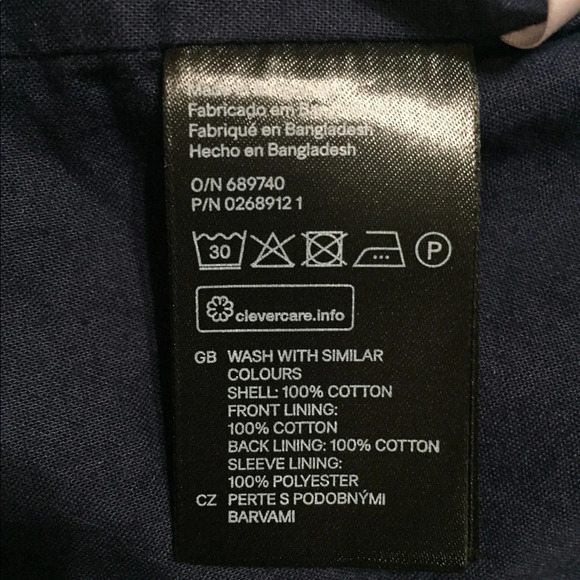 Fabricado em Bangladesh
Fabriqué en Bangladesh
Hecho en Bangladesh
O/N 689740
P/N 0268912 1
30
P
clevercare.info
GB WASH WITH SIMILAR
COLOURS
SHELL: 100% COTTON
FRONT LINING:
100% COTTON
BACK LINING: 100% COTTON
SLEEVE LINING:
100% POLYESTER
CZ PERTE S PODOBNÝMI
BARVAMI